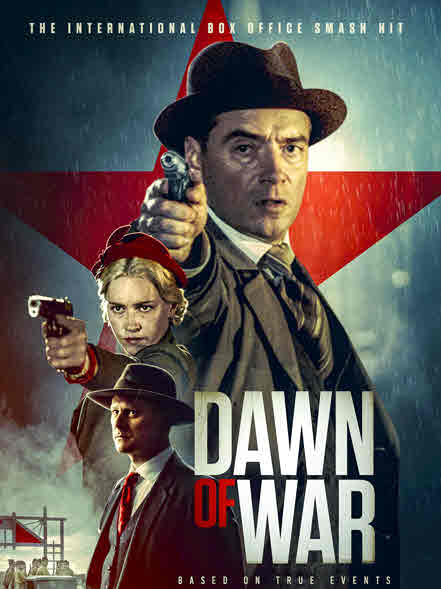 THE INTERNATIONAL BOX OFFICE SMASH HIT
DAWN
OF WAR
BASED ON TRUE EVENTS